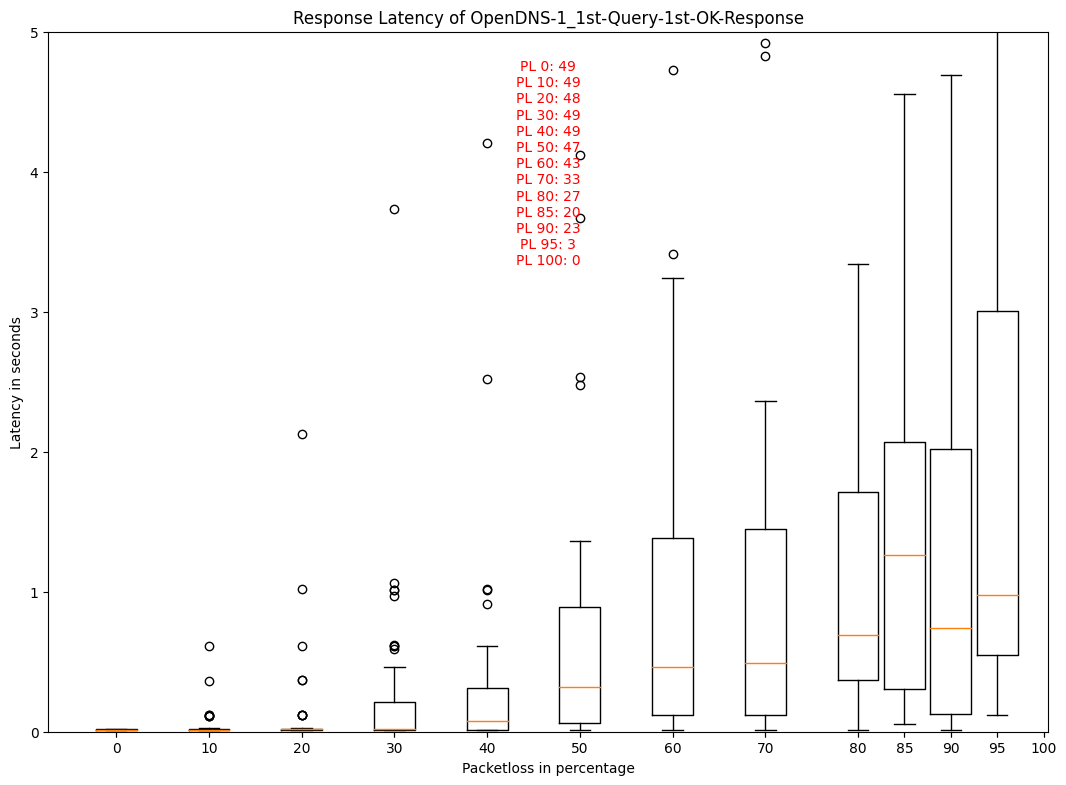 Response Latency of OpenDNS-1_1st-Query-1st-OK-Response
5
4
3
2
1
0
Latency in seconds
PL 0: 49
PL 10: 49
PL 20: 48
PL 30: 49
PL 40: 49
PL 50: 47
PL 60: 43
PL 70: 33
PL 80: 27
PL 85: 20
PL 90: 23
PL 95: 3
PL 100: 0
0 10 20 30 40 50 60 70 80 85 90 95 100
Packetloss in percentage